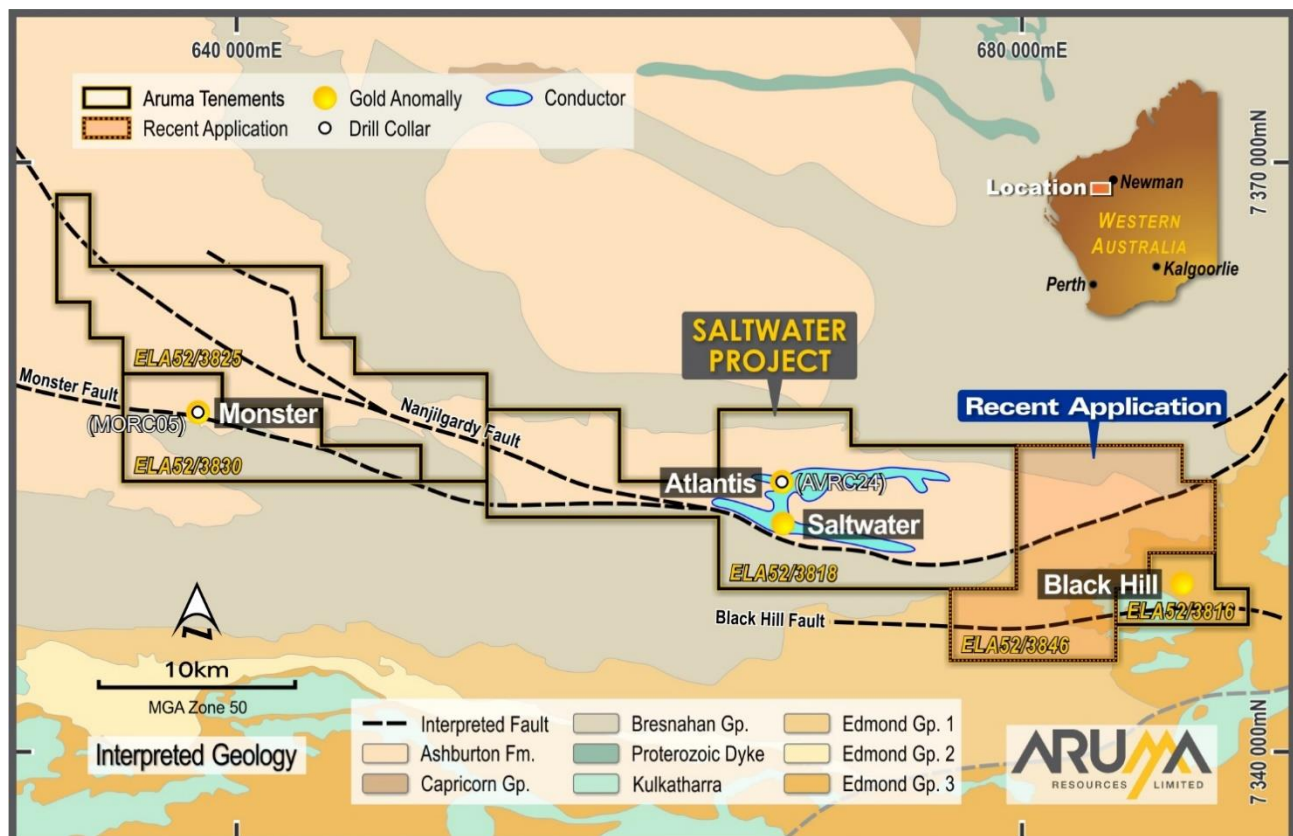 640 000mE
680 000mE
Aruma Tenements
Gold Anomally
Conductor
Recent Application
Drill Collar
7 370 000mN
Location
Newman
WESTERN
AUSTRALIA
Kalgoorlie
Perth
SALTWATER
PROJECT
ELA52/3825
Monster Fault
Nanjilgardy Fault
Recent Application
(MORC05)
Monster
ELA52/3830
Atlantis
(AVRC24)
Saltwater
ELA52/3818
Black Hill
ELA52/3816
Black Hill Fault
ELA52/3846
N
10km
MGA Zone 50
Interpreted Geology
Interpreted Fault
Bresnahan Gp.
Edmond Gp. 1
Ashburton Fm.
Proterozoic Dyke
Edmond Gp. 2
Capricorn Gp.
Kulkatharra
Edmond Gp. 3
ARUMA
RESOURCES LIMITED
7 340 000mN